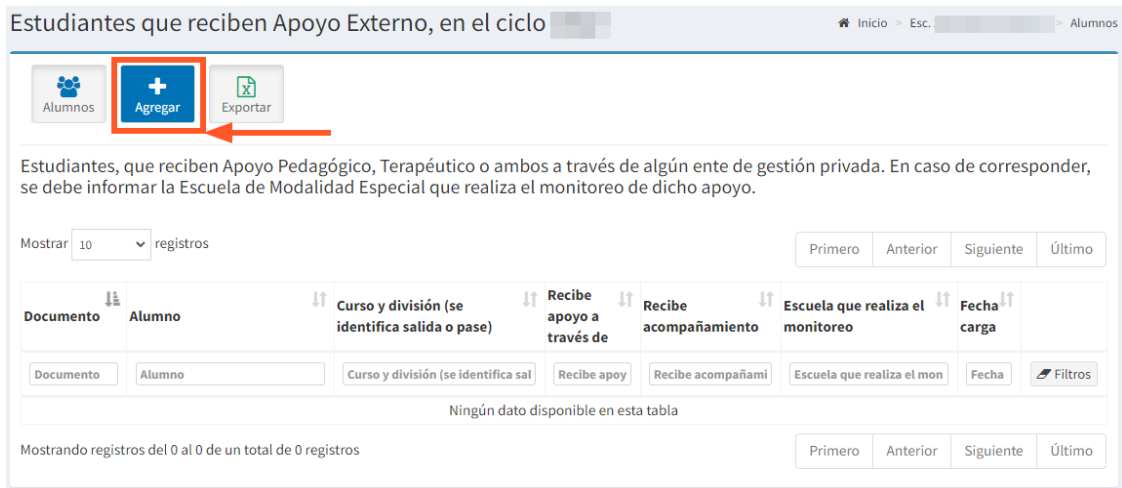 Estudiantes que reciben Apoyo Externo, en el ciclo
Inicio > Esc. > Alumnos
Alumnos
Agregar
Exportar
Estudiantes, que reciben Apoyo Pedagógico, Terapéutico o ambos a través de algún ente de gestión privada. En caso de corresponder,
se debe informar la Escuela de Modalidad Especial que realiza el monitoreo de dicho apoyo.
Mostrar 10 registros
Primero Anterior Siguiente Último
Documento
Alumno
Curso y división (se
identifica salida o pase)
Recibe
apoyo a
través de
Recibe
acompañamiento
Escuela que realiza el
monitoreo
Fecha
carga
Documento Alumno Curso y división (se identifica sal Recibe apoy Recibe acompañami Escuela que realiza el mon Fecha Filtros
Ningún dato disponible en esta tabla
Mostrando registros del 0 al 0 de un total de 0 registros
Primero Anterior Siguiente Último